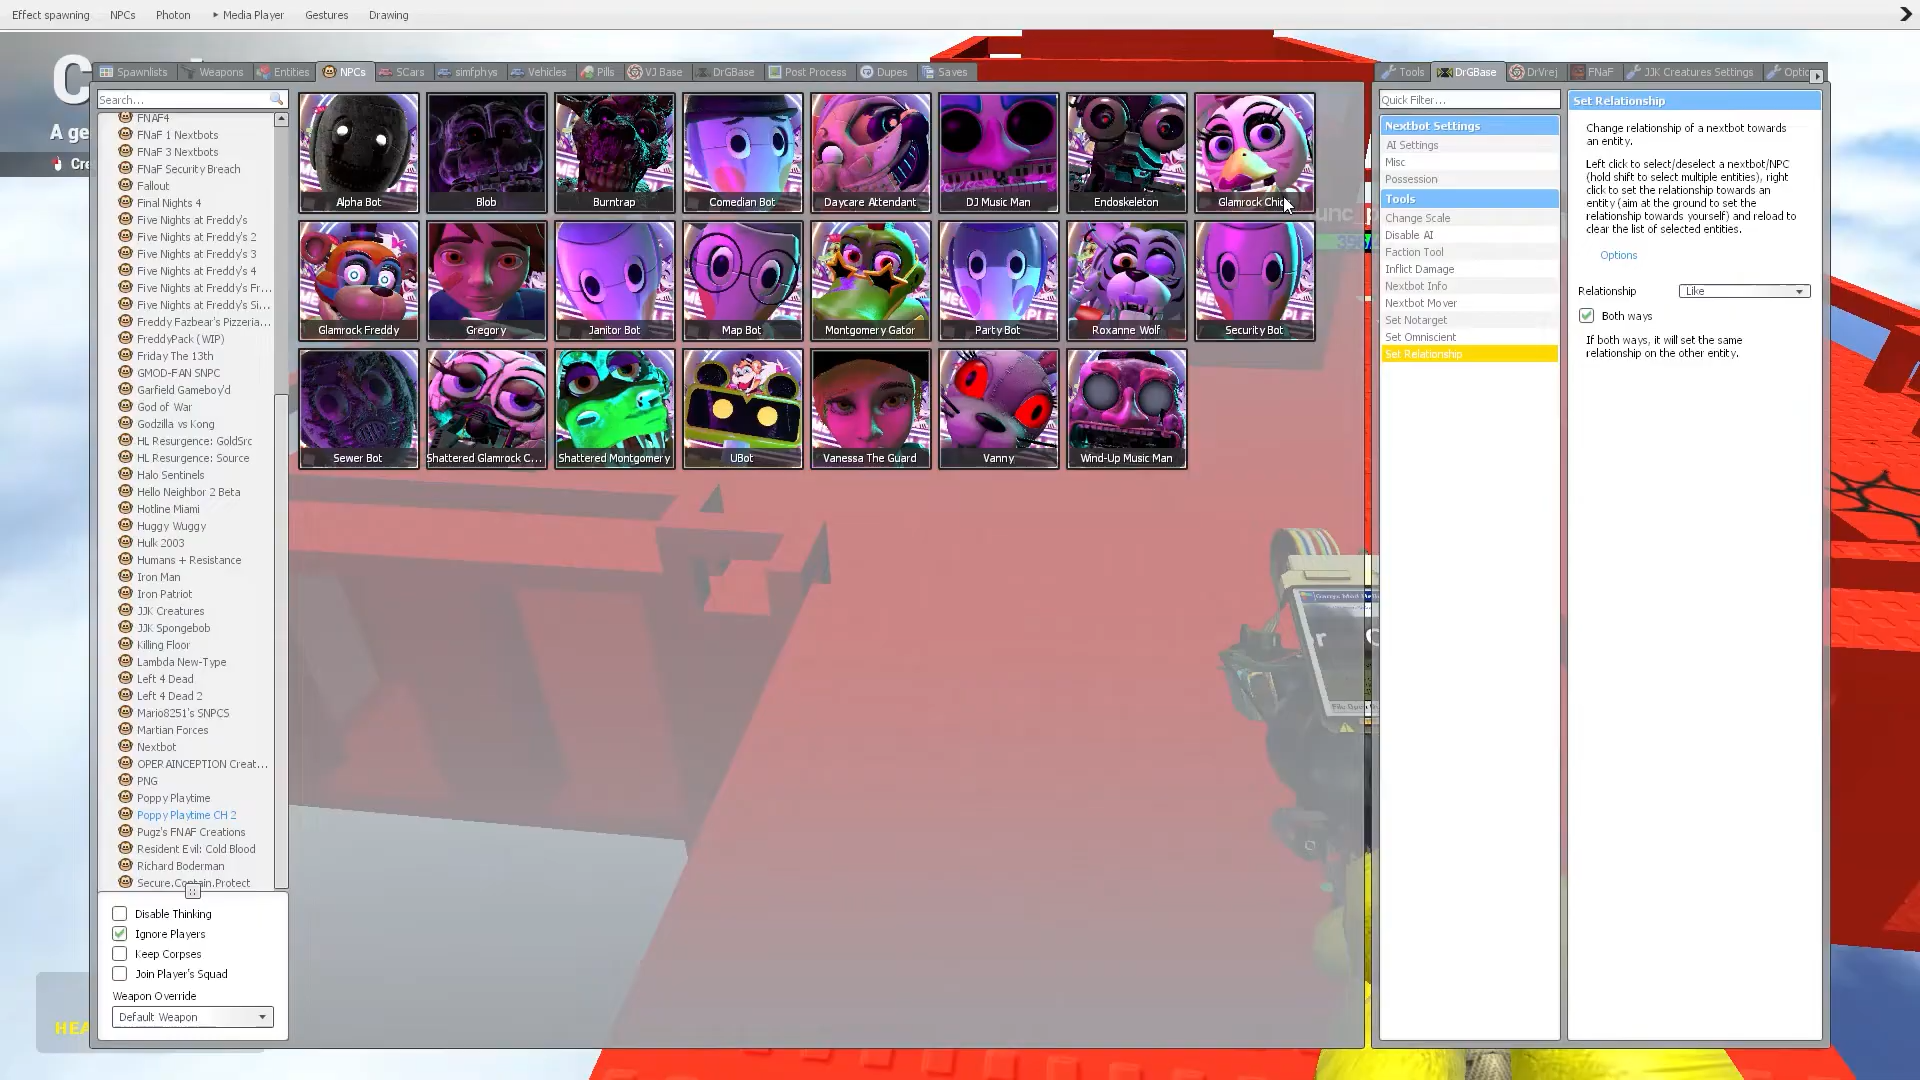 Effect spawning NPCs Photon Media Player Gestures Drawing
C
A ge
Cre
Spawnlists Weapons Entities NPCs SCars simfphys Vehicles Pills VJ Base DrGBase Post Process Dupes Saves
Search...
FNAF4
FNaF 1 Nextbots
FNaF 3 Nextbots
FNaF Security Breach
Fallout
Final Nights 4
Five Nights at Freddy's
Five Nights at Freddy's 2
Five Nights at Freddy's 3
Five Nights at Freddy's 4
Five Nights at Freddy's Fr...
Five Nights at Freddy's Si...
Freddy Fazbear's Pizzeria...
FreddyPack (WIP)
Friday The 13th
GMOD-FAN SNPC
Garfield Gameboy'd
God of War
Godzilla vs Kong
HL Resurgence: GoldSrc
HL Resurgence: Source
Halo Sentinels
Hello Neighbor 2 Beta
Hotline Miami
Huggy Wuggy
Hulk 2003
Humans + Resistance
Iron Man
Iron Patriot
JJK Creatures
JJK Spongebob
Killing Floor
Lambda New-Type
Left 4 Dead
Left 4 Dead 2
Mario8251's SNPCS
Martian Forces
Nextbot
OPERAINCEPTION Creat...
PNG
Poppy Playtime
Poppy Playtime CH 2
Pugz's FNAF Creations
Resident Evil: Cold Blood
Richard Boderman
Secure.Contain.Protect
Disable Thinking
Ignore Players
Keep Corpses
Join Player's Squad
Weapon Override
Default Weapon
HEA
Alpha Bot Blob Burntrap Comedian Bot Daycare Attendant DJ Music Man Endoskeleton Glamrock Chic
Glamrock Freddy Gregory Janitor Bot Map Bot Montgomery Gator Party Bot Roxanne Wolf Security Bot
Sewer Bot Shattered Glamrock C... Shattered Montgomery UBot Vanessa The Guard Vanny Wind-Up Music Man
Tools DrGBase DrVrej FNaF JJK Creatures Settings Optio
Quick Filter...
Nextbot Settings
AI Settings
Misc
Possession
Tools
Change Scale
Disable AI
Faction Tool
Inflict Damage
Nextbot Info
Nextbot Mover
Set Notarget
Set Omniscient
Set Relationship
Set Relationship
Change relationship of a nextbot towards
an entity.
Left click to select/deselect a nextbot/NPC
(hold shift to select multiple entities), right
click to set the relationship towards an
entity (aim at the ground to set the
relationship towards yourself) and reload to
clear the list of selected entities.
Options
Relationship Like
Both ways
If both ways, it will set the same
relationship on the other entity.